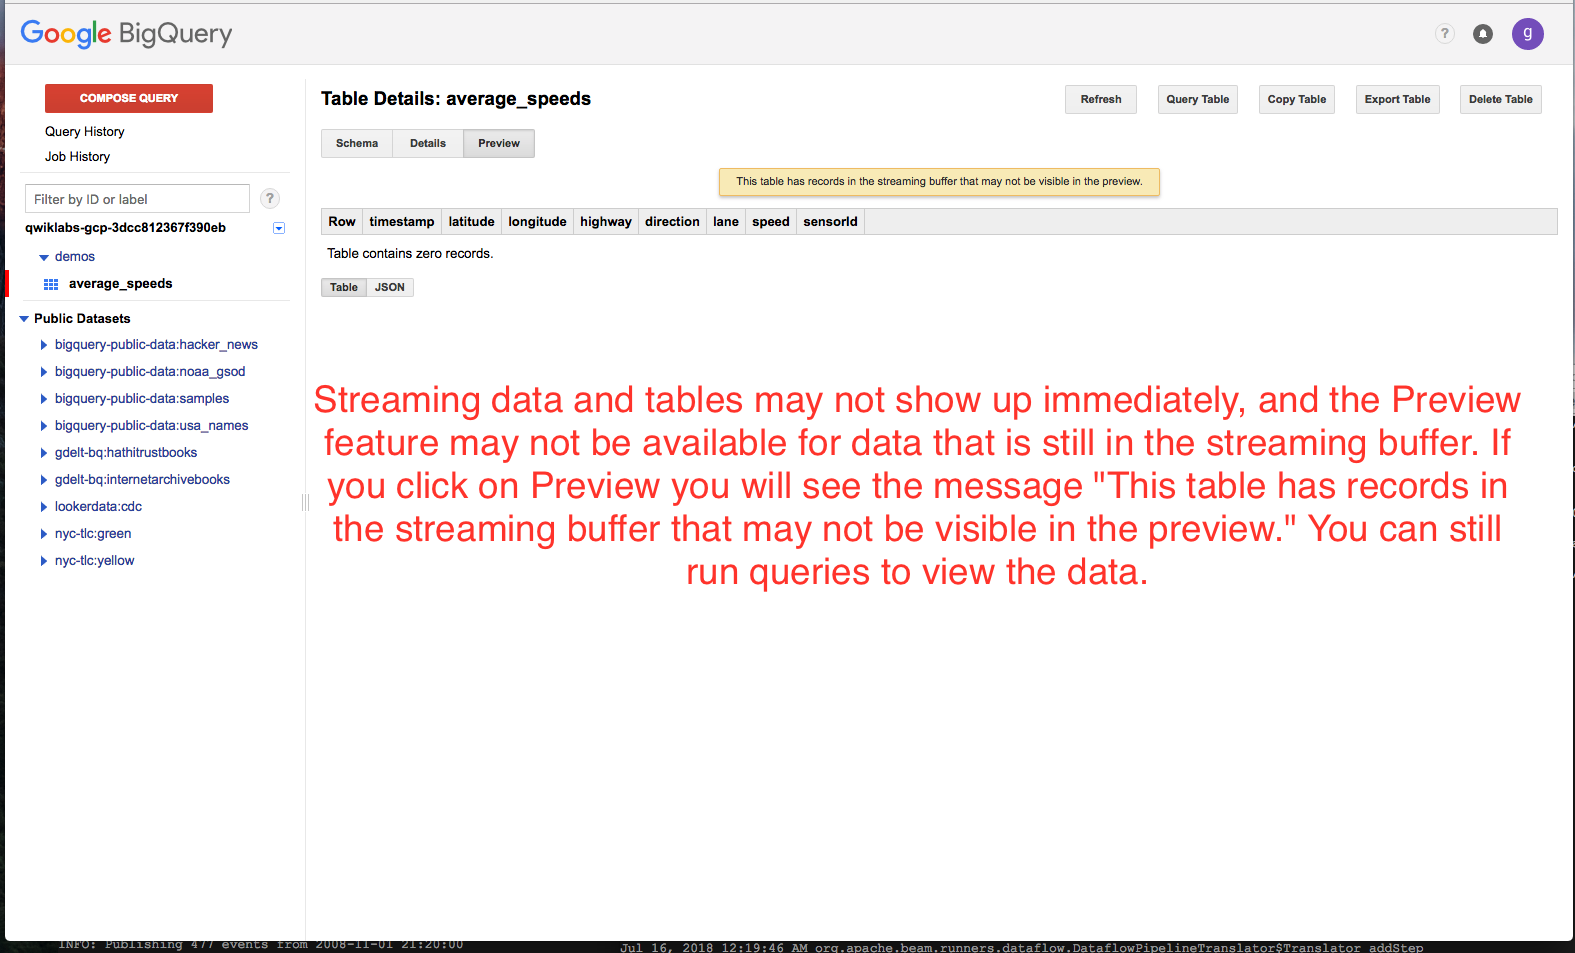 Google BigQuery
?
g
COMPOSE QUERY
Query History
Job History
Filter by ID or label
?
qwiklabs-gcp-3dcc812367f390eb
demos
average_speeds
Public Datasets
bigquery-public-data:hacker_news
bigquery-public-data:noaa_gsod
bigquery-public-data:samples
bigquery-public-data:usa_names
gdelt-bq:hathitrustbooks
gdelt-bq:internetarchivebooks
lookerdata:cdc
nyc-tlc:green
nyc-tlc:yellow
Table Details: average_speeds
Refresh
Query Table
Copy Table
Export Table
Delete Table
Schema
Details
Preview
This table has records in the streaming buffer that may not be visible in the preview.
Row timestamp latitude longitude highway direction lane speed sensorId
Table contains zero records.
Table JSON
Streaming data and tables may not show up immediately, and the Preview
feature may not be available for data that is still in the streaming buffer. If
you click on Preview you will see the message "This table has records in
the streaming buffer that may not be visible in the preview." You can still
run queries to view the data.
INFO: Publishing 477 events from 2008-11-01 21:20:00
Jul 16, 2018 12:19:46 AM org.apache.beam.runners.dataflow.DataflowPipelineTranslator$Translator addStep